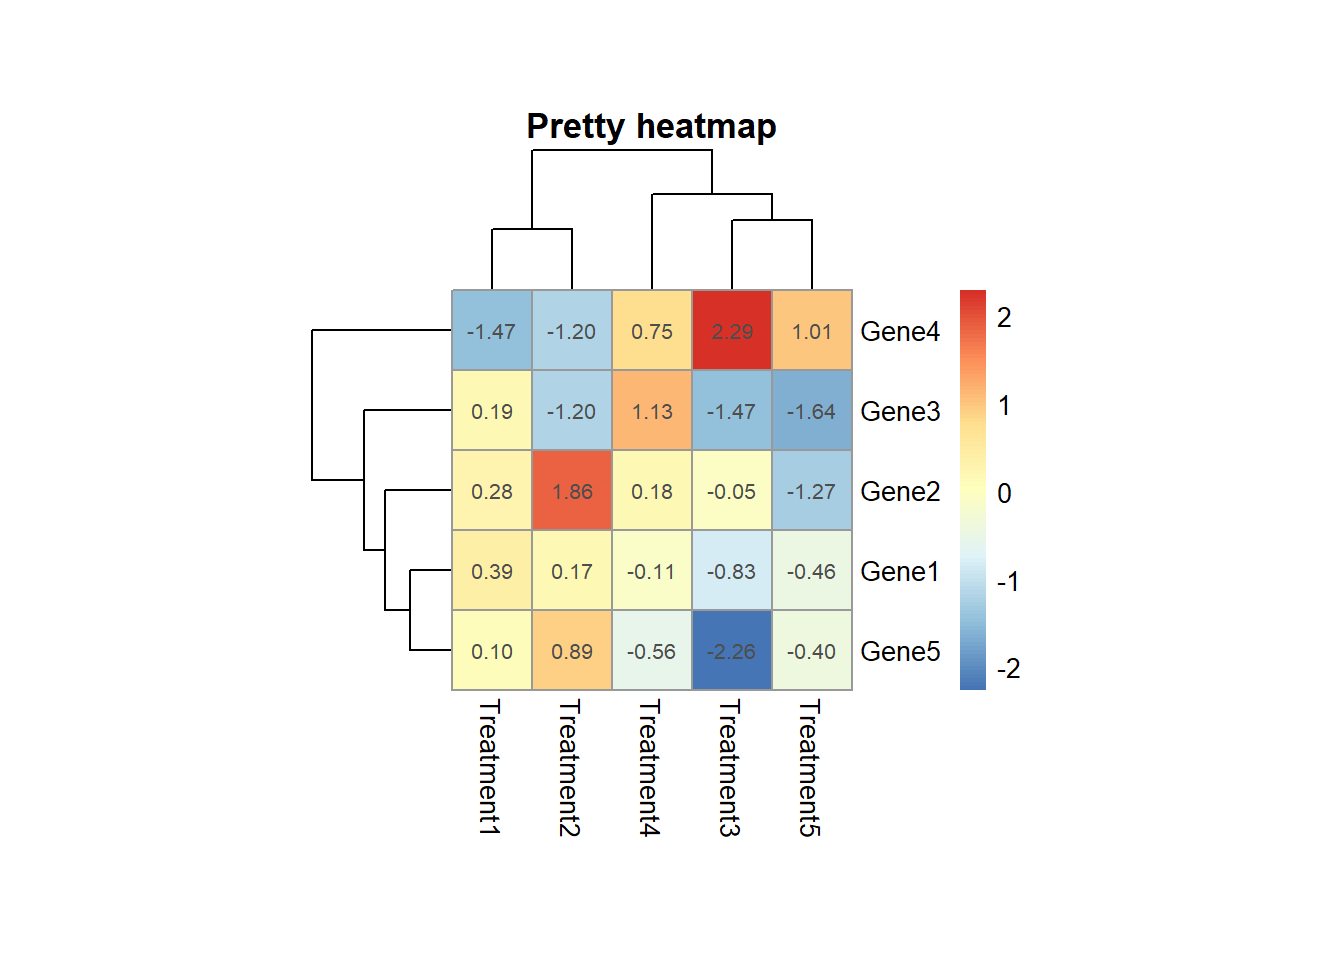 Pretty heatmap
-1.47 -1.20 0.75 2.29 1.01 Gene4
0.19 -1.20 1.13 -1.47 -1.64 Gene3
0.28 1.86 0.18 -0.05 -1.27 Gene2
0.39 0.17 -0.11 -0.83 -0.46 Gene1
0.10 0.89 -0.56 -2.26 -0.40 Gene5
Treatment1
Treatment2
Treatment4
Treatment3
Treatment5
2
1
0
-1
-2